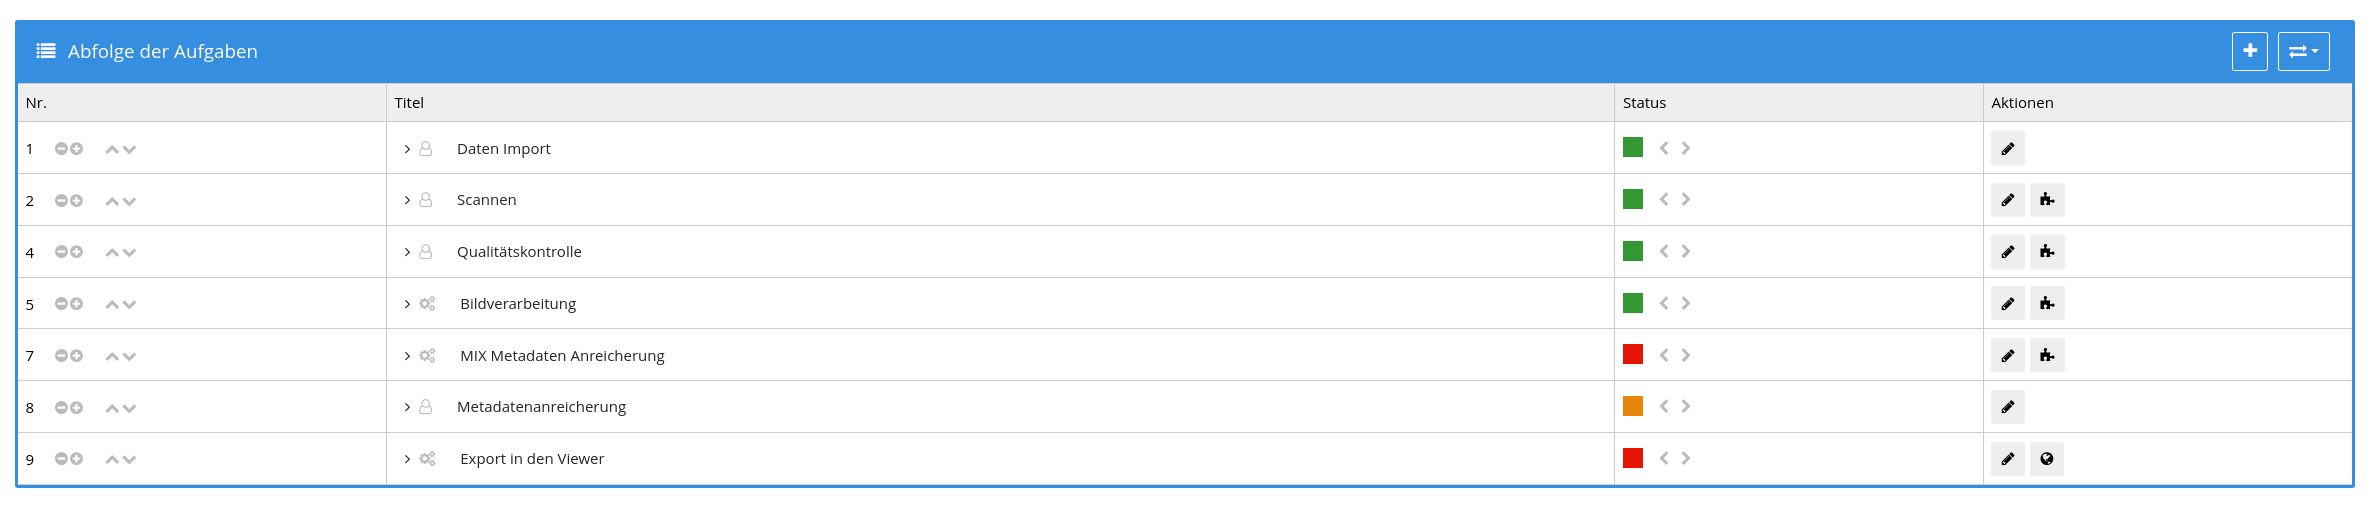 Abfolge der Aufgaben
Nr. Titel Status Aktionen
1 Daten Import
2 Scannen
4 Qualitätskontrolle
5 Bildverarbeitung
7 MIX Metadaten Anreicherung
8 Metadatenanreicherung
9 Export in den Viewer